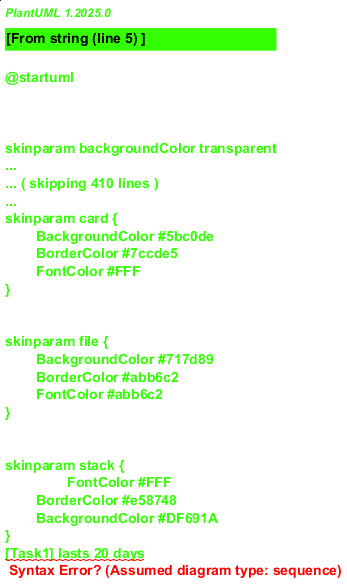 PlantUML 1.2025.0
[From string (line 5) ]
@startuml
skinparam backgroundColor transparent
...
... ( skipping 410 lines )
...
skinparam card {
BackgroundColor #5bc0de
BorderColor #7ccde5
FontColor #FFF
}
skinparam file {
BackgroundColor #717d89
BorderColor #abb6c2
FontColor #abb6c2
}
skinparam stack {
FontColor #FFF
BorderColor #e58748
BackgroundColor #DF691A
}
[Task1] lasts 20 days
Syntax Error? (Assumed diagram type: sequence)